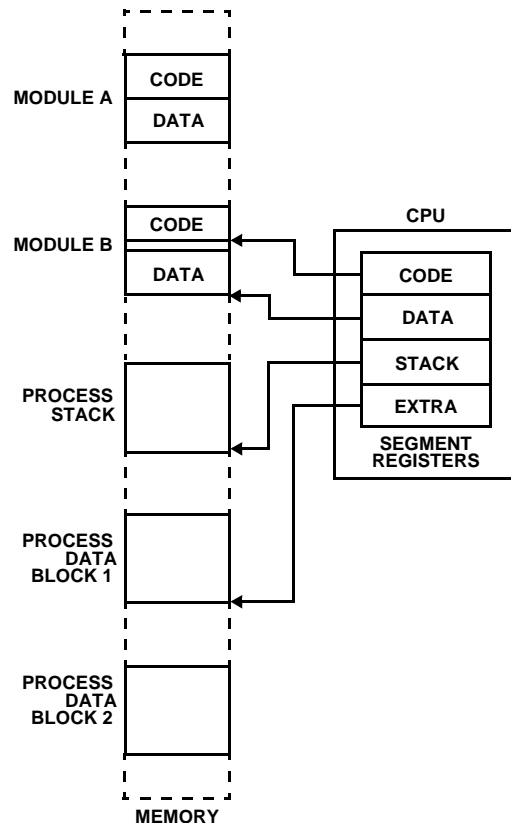 MODULE A
CODE
DATA
MODULE B
CODE
DATA
PROCESS
STACK
PROCESS
DATA
BLOCK 1
PROCESS
DATA
BLOCK 2
MEMORY
CPU
CODE
DATA
STACK
EXTRA
SEGMENT
REGISTERS